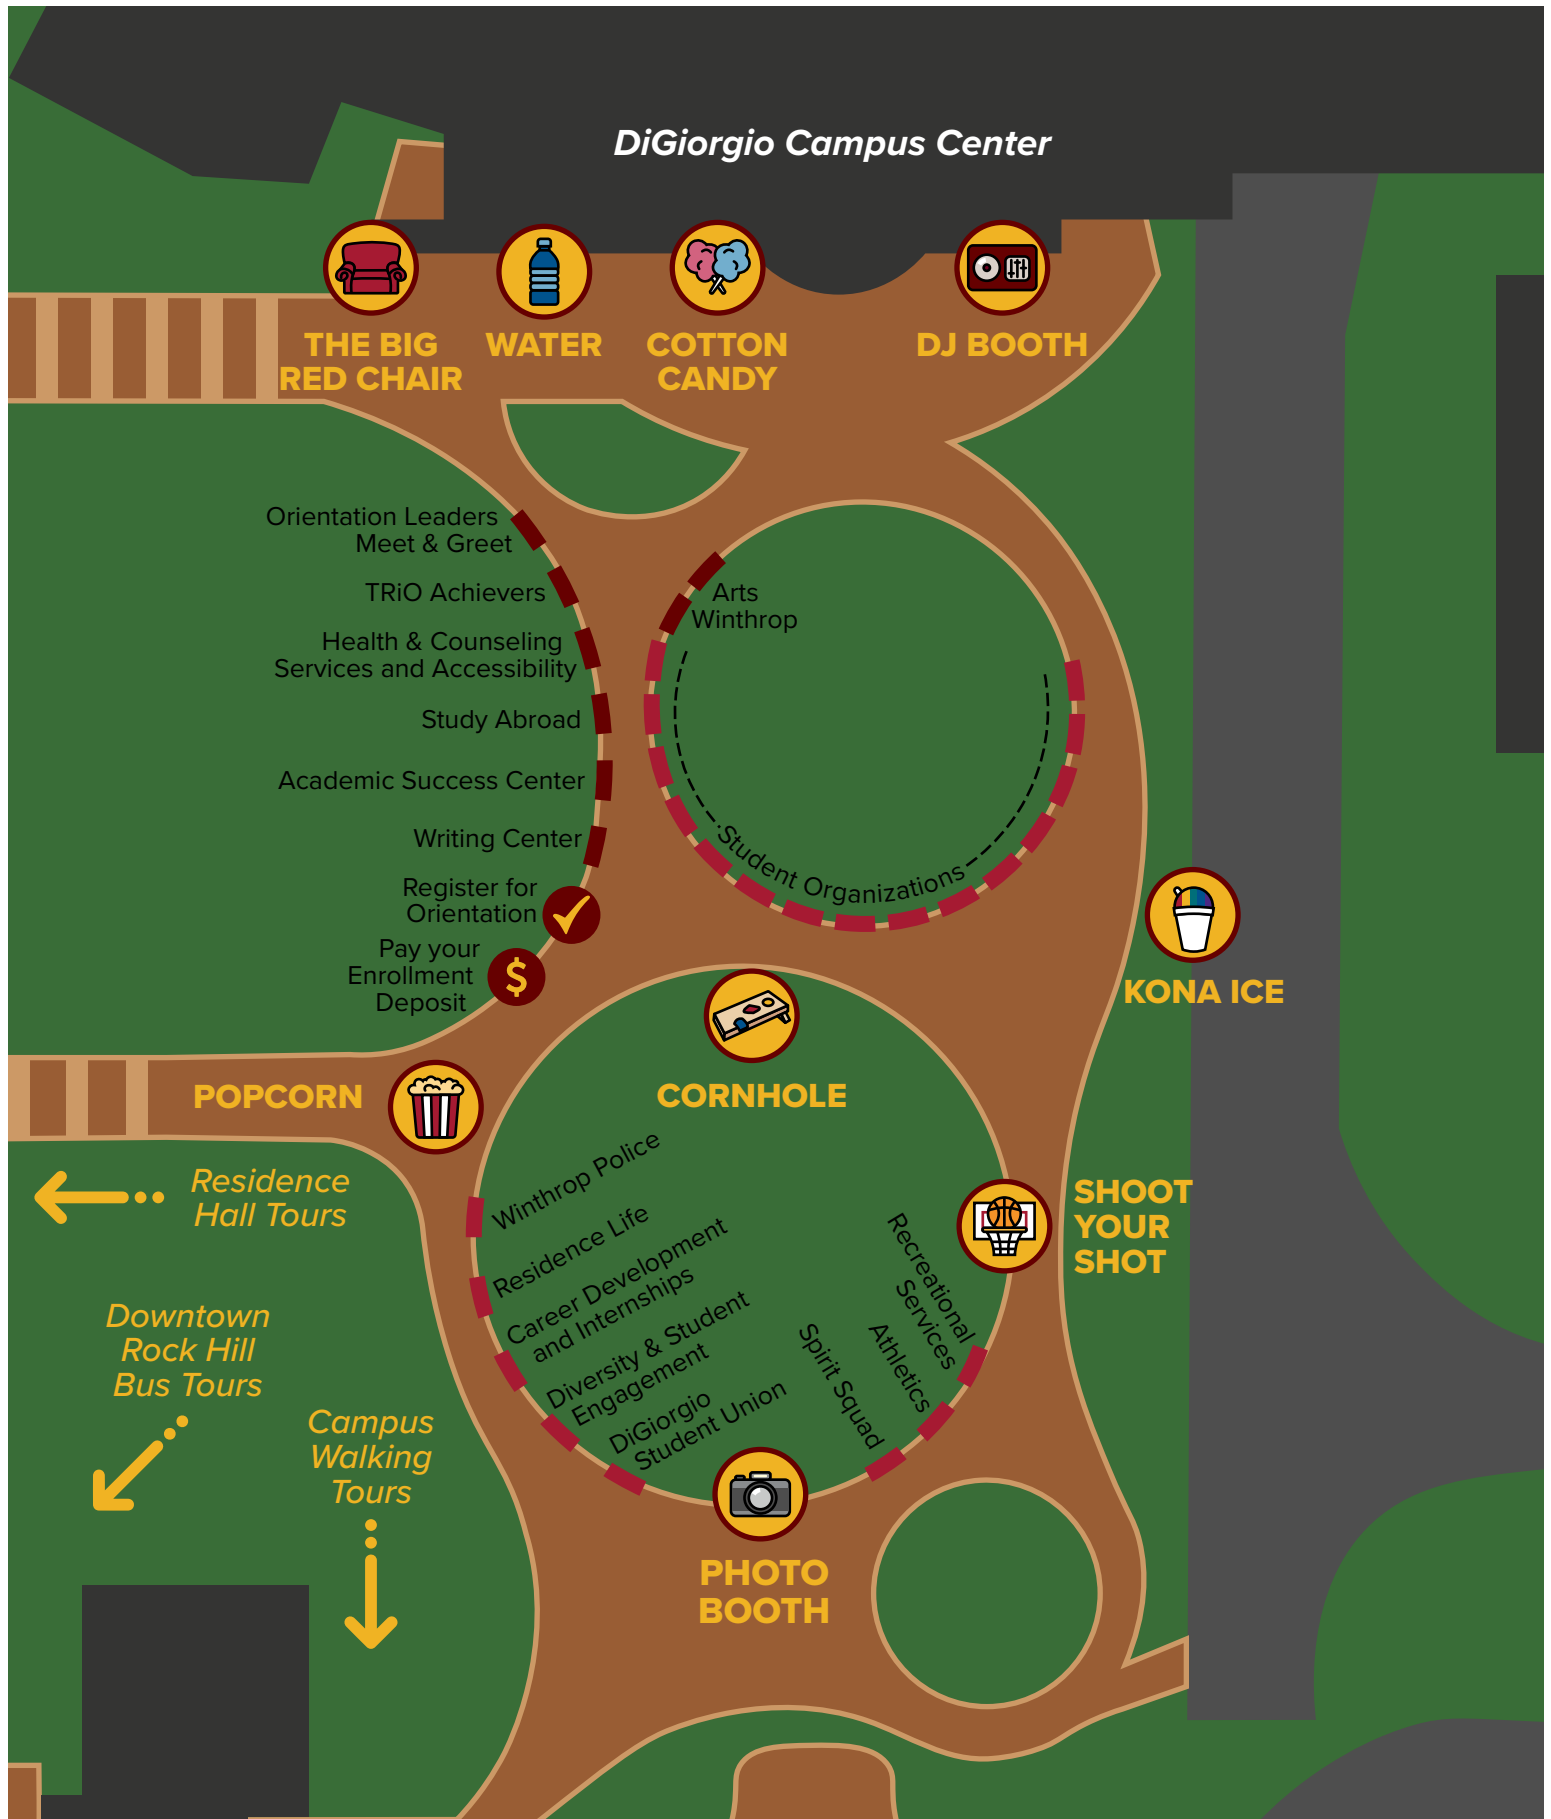 DiGiorgio Campus Center
THE BIG
RED CHAIR
WATER
COTTON
CANDY
DJ BOOTH
Orientation Leaders
Meet & Greet
TRiO Achievers
Health & Counseling
Services and Accessibility
Study Abroad
Academic Success Center
Writing Center
Register for
Orientation
Pay your
Enrollment
Deposit
$
Arts
Winthrop
Student Organizations
KONA ICE
POPCORN
CORNHOLE
SHOOT
YOUR
SHOT
Winthrop Police
Residence Life
Career Development
and Internships
Diversity & Student
Engagement
DiGiorgio
Student Union
Spirit Squad
Athletics
Recreational
Services
PHOTO
BOOTH
Residence
Hall Tours
Downtown
Rock Hill
Bus Tours
Campus
Walking
Tours